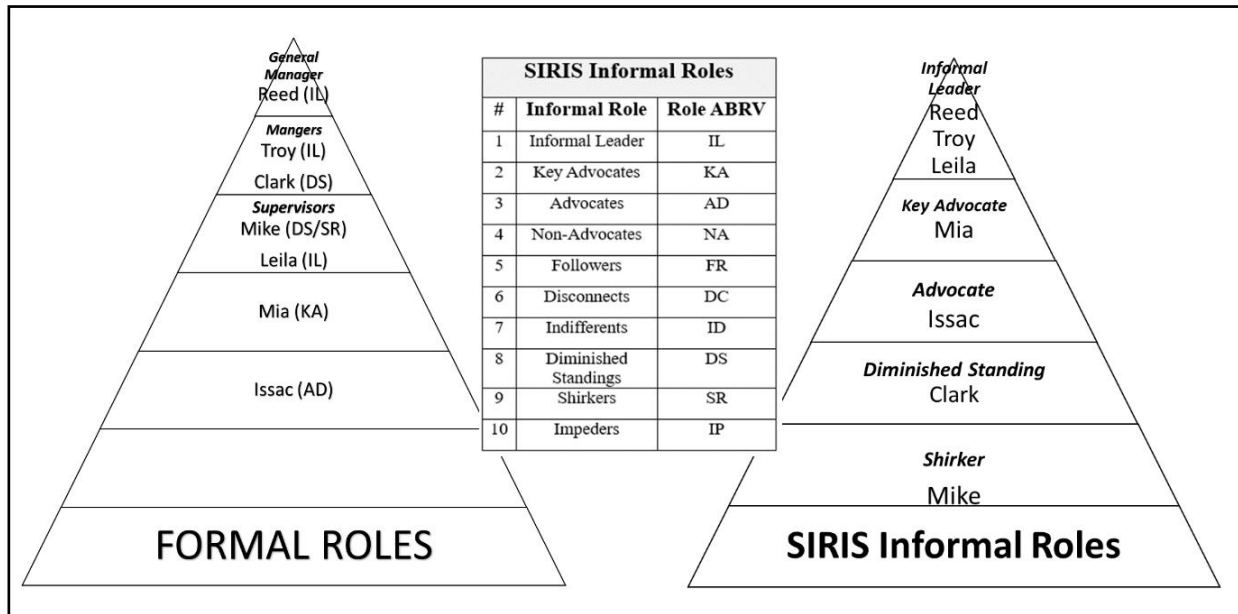 General
Manager
Reed (IL)
Mangers
Troy (IL)
Clark (DS)
Supervisors
Mike (DS/SR)
Leila (IL)
Mia (KA)
Issac (AD)
FORMAL ROLES
SIRIS Informal Roles
# Informal Role Role ABRV
1 Informal Leader IL
2 Key Advocates KA
3 Advocates AD
4 Non-Advocates NA
5 Followers FR
6 Disconnects DC
7 Indifferents ID
8 Diminished DS
Standings
9 Shirkers SR
10 Impeders IP
Informal
Leader
Reed
Troy
Leila
Key Advocate
Mia
Advocate
Issac
Diminished Standing
Clark
Shirker
Mike
SIRIS Informal Roles